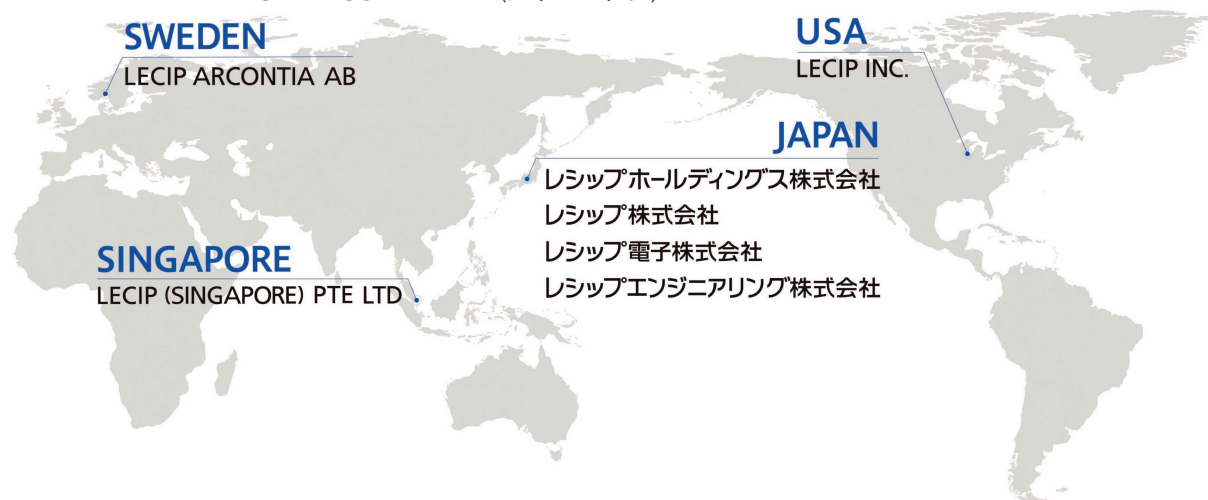 SWEDEN
LECIP ARCONTIA AB
USA
LECIP INC.
JAPAN
レシップホールディングス株式会社
レシップ株式会社
レシップ電子株式会社
レシップエンジニアリング株式会社
SINGAPORE
LECIP (SINGAPORE) PTE LTD